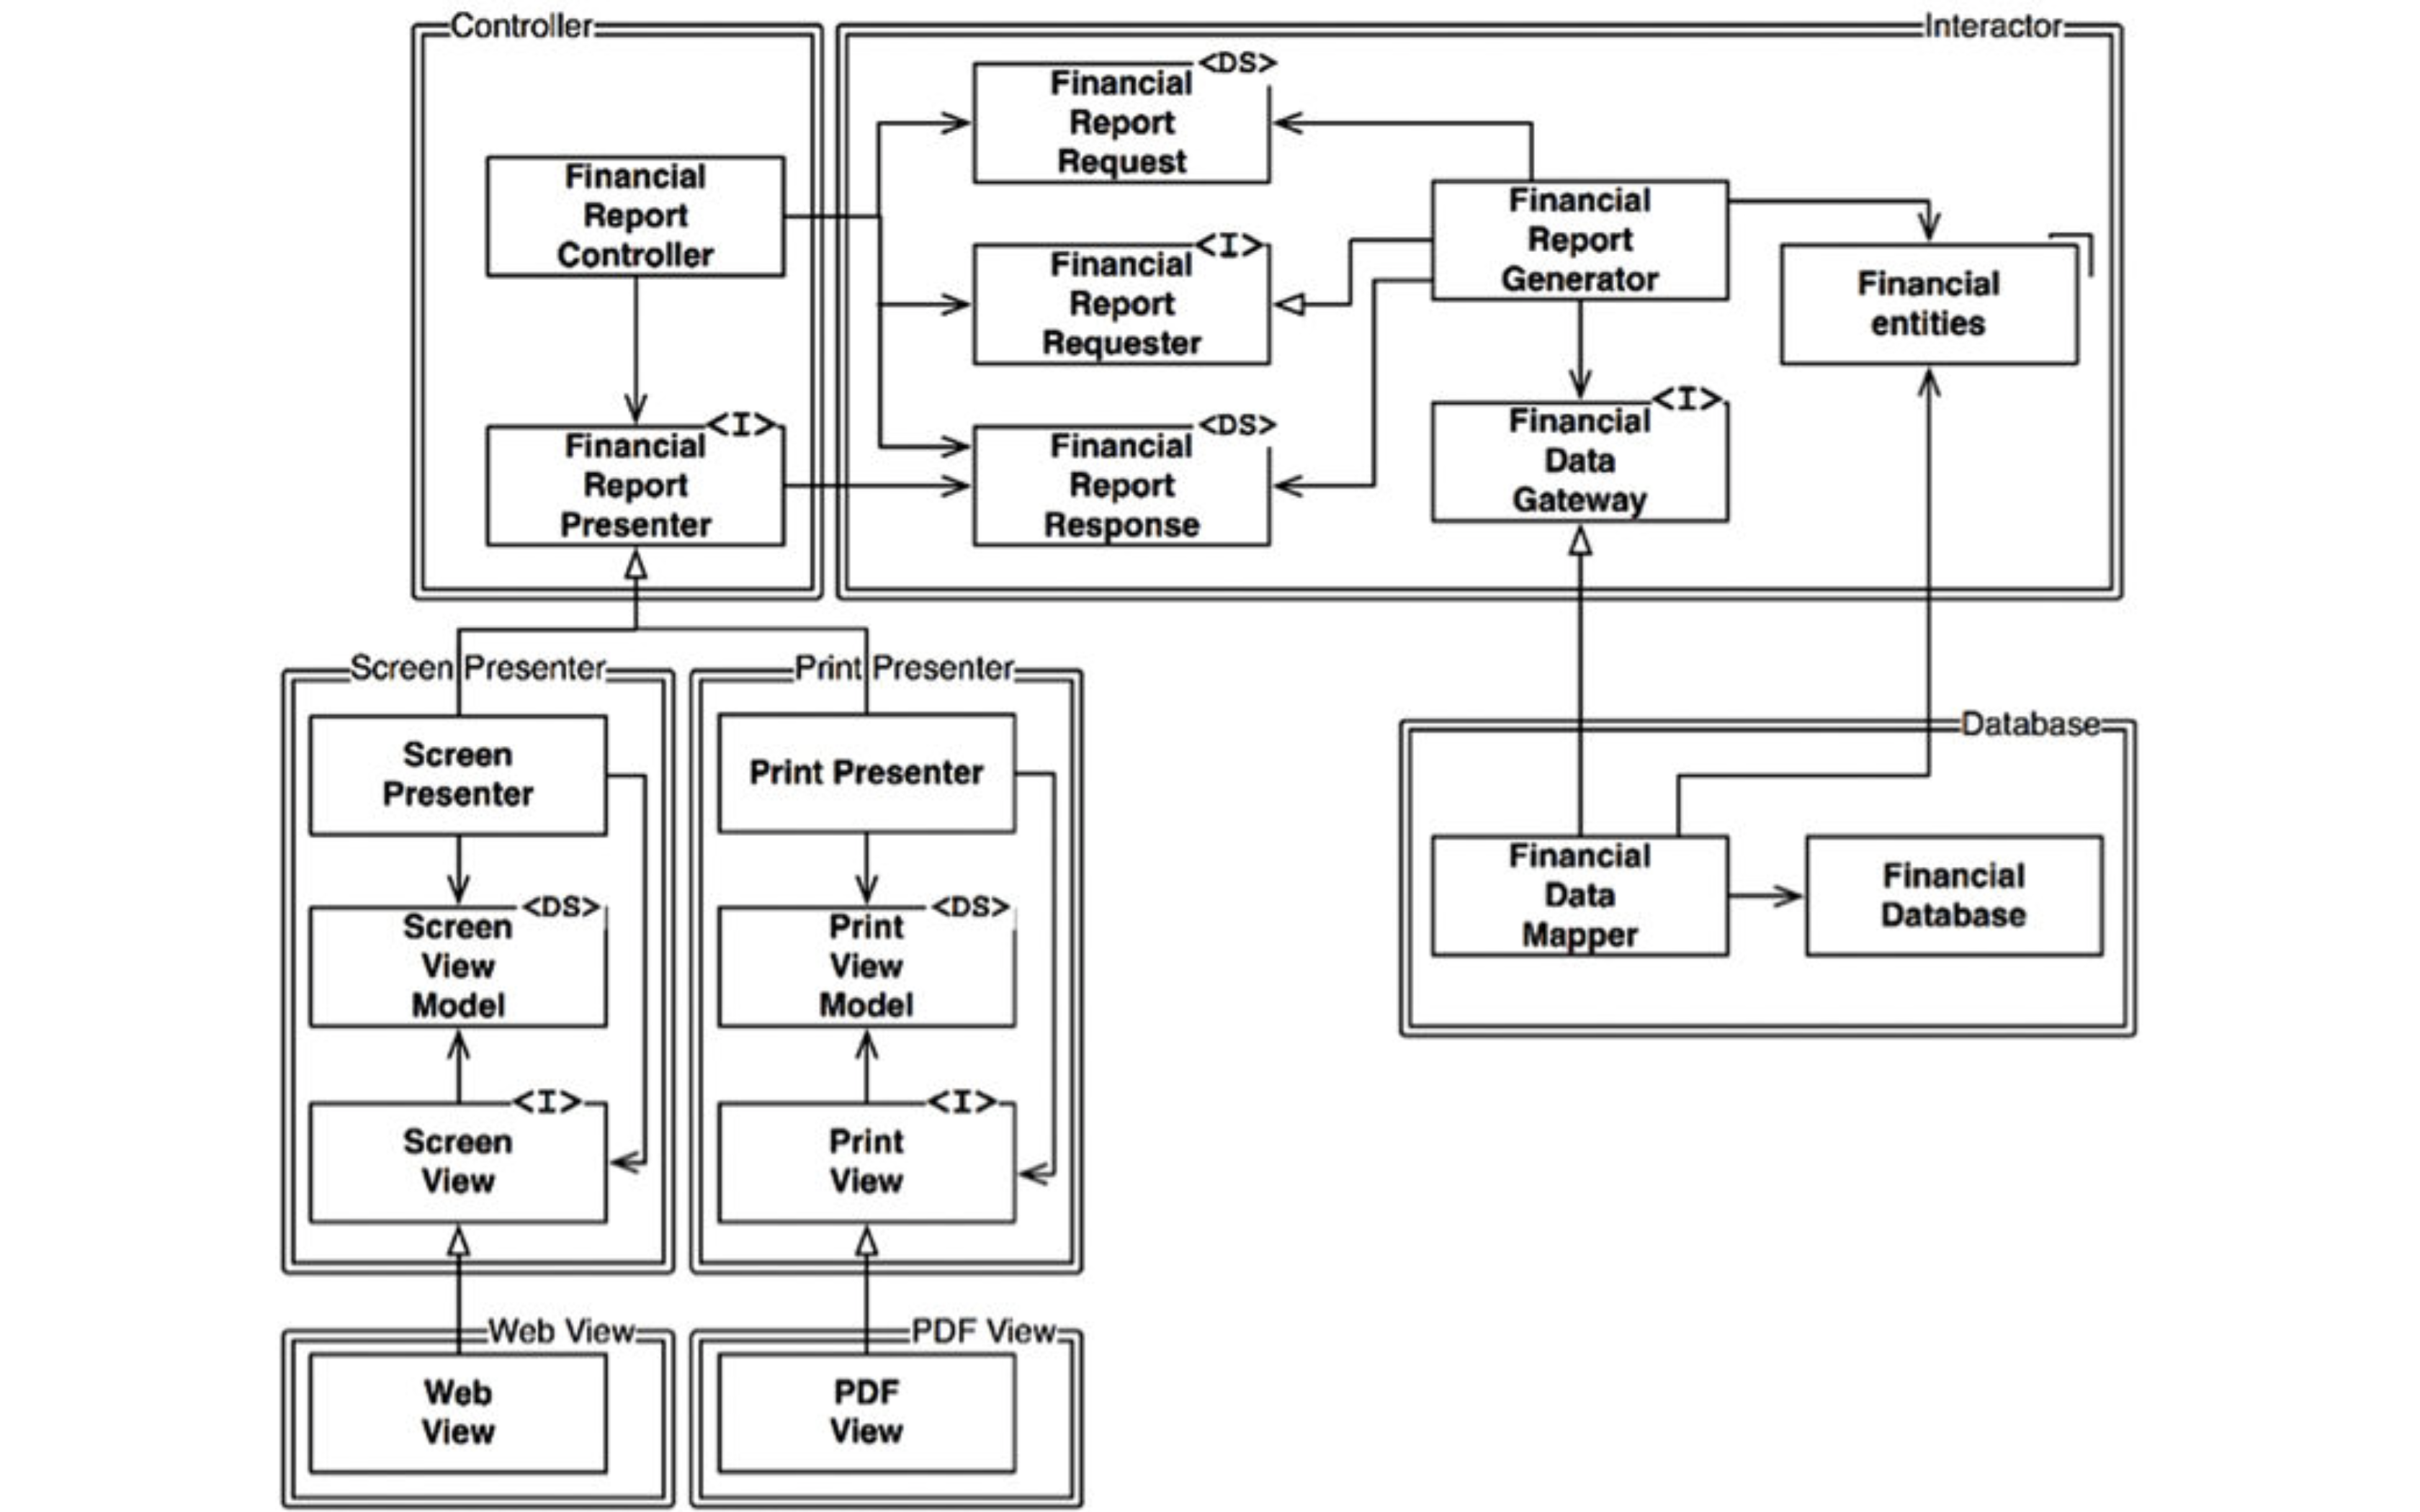 Controller
Interactor
<DS>
Financial
Report
Request
Financial
Report
Controller
Financial
Report
Generator
<I>
Financial
Report
Requester
Financial
entities
<I>
Financial
Report
Presenter
<DS>
Financial
Report
Response
<I>
Financial
Data
Gateway
Screen Presenter
Print Presenter
Database
Screen
Presenter
Print Presenter
Financial
Data
Mapper
Financial
Database
<DS>
Screen
View
Model
<DS>
Print
View
Model
<I>
Screen
View
<I>
Print
View
Web View
PDF View
Web
View
PDF
View